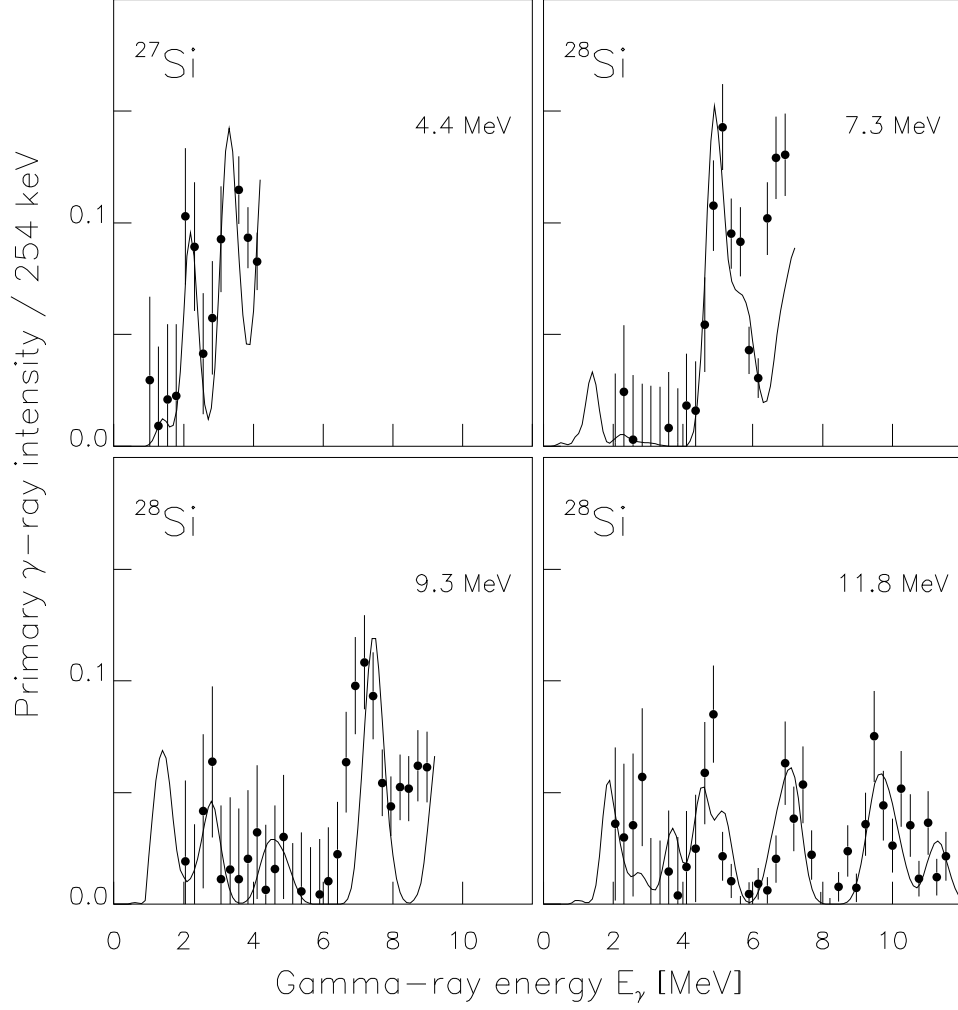 ²⁷Si
4.4 MeV
²⁸Si
7.3 MeV
0.1
0.0
²⁸Si
9.3 MeV
²⁸Si
11.8 MeV
0.1
0.0
0 2 4 6 8 10
0 2 4 6 8 10
Primary γ-ray intensity / 254 keV
Gamma-ray energy Eᵧ [MeV]